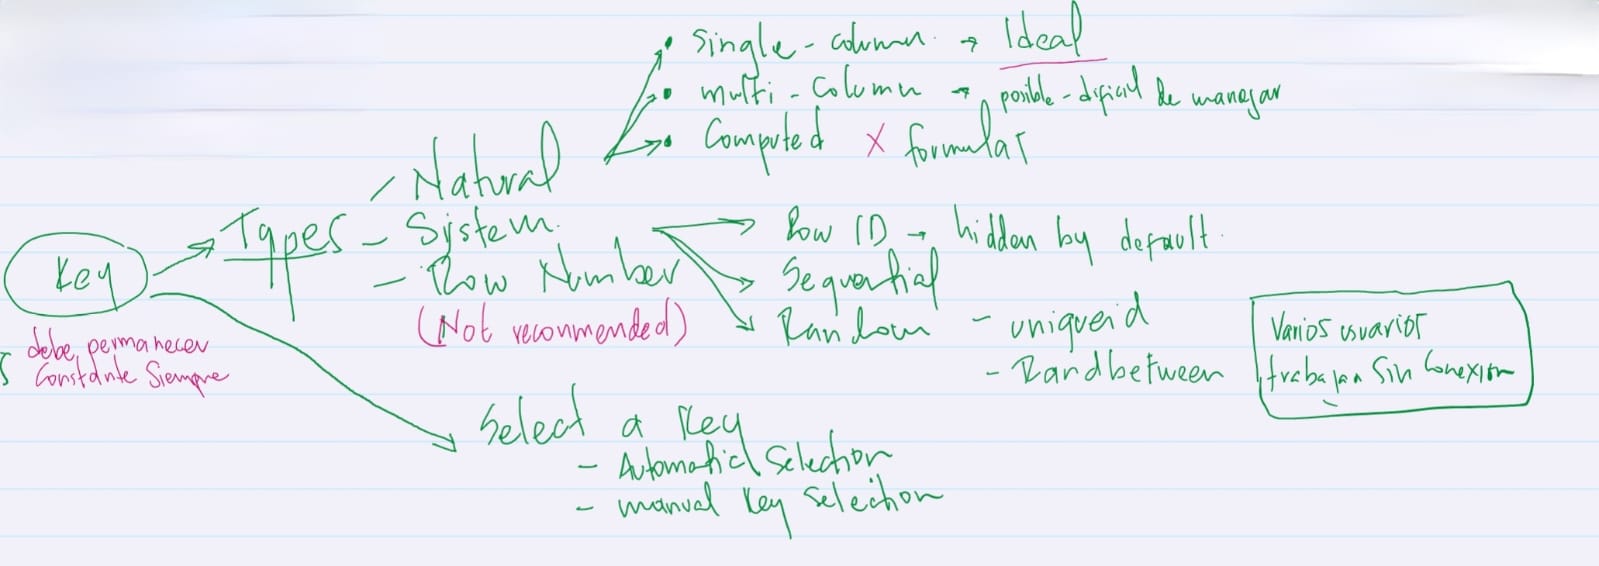 • Single-column. → Ideal
• multi-Column → posible-dificil de manejar
• Computed X formular
Natural
Types - System.
- Row Number
(Not recommended)
Row ID → hidden by default.
Sequential
Random - uniqueid
- Randbetween
Key
debe permanecer
Constante Siempre
Varios usuarios
trabajan Sin Conexion
Select a Key
- Automatic Selection
- manual Key Selection